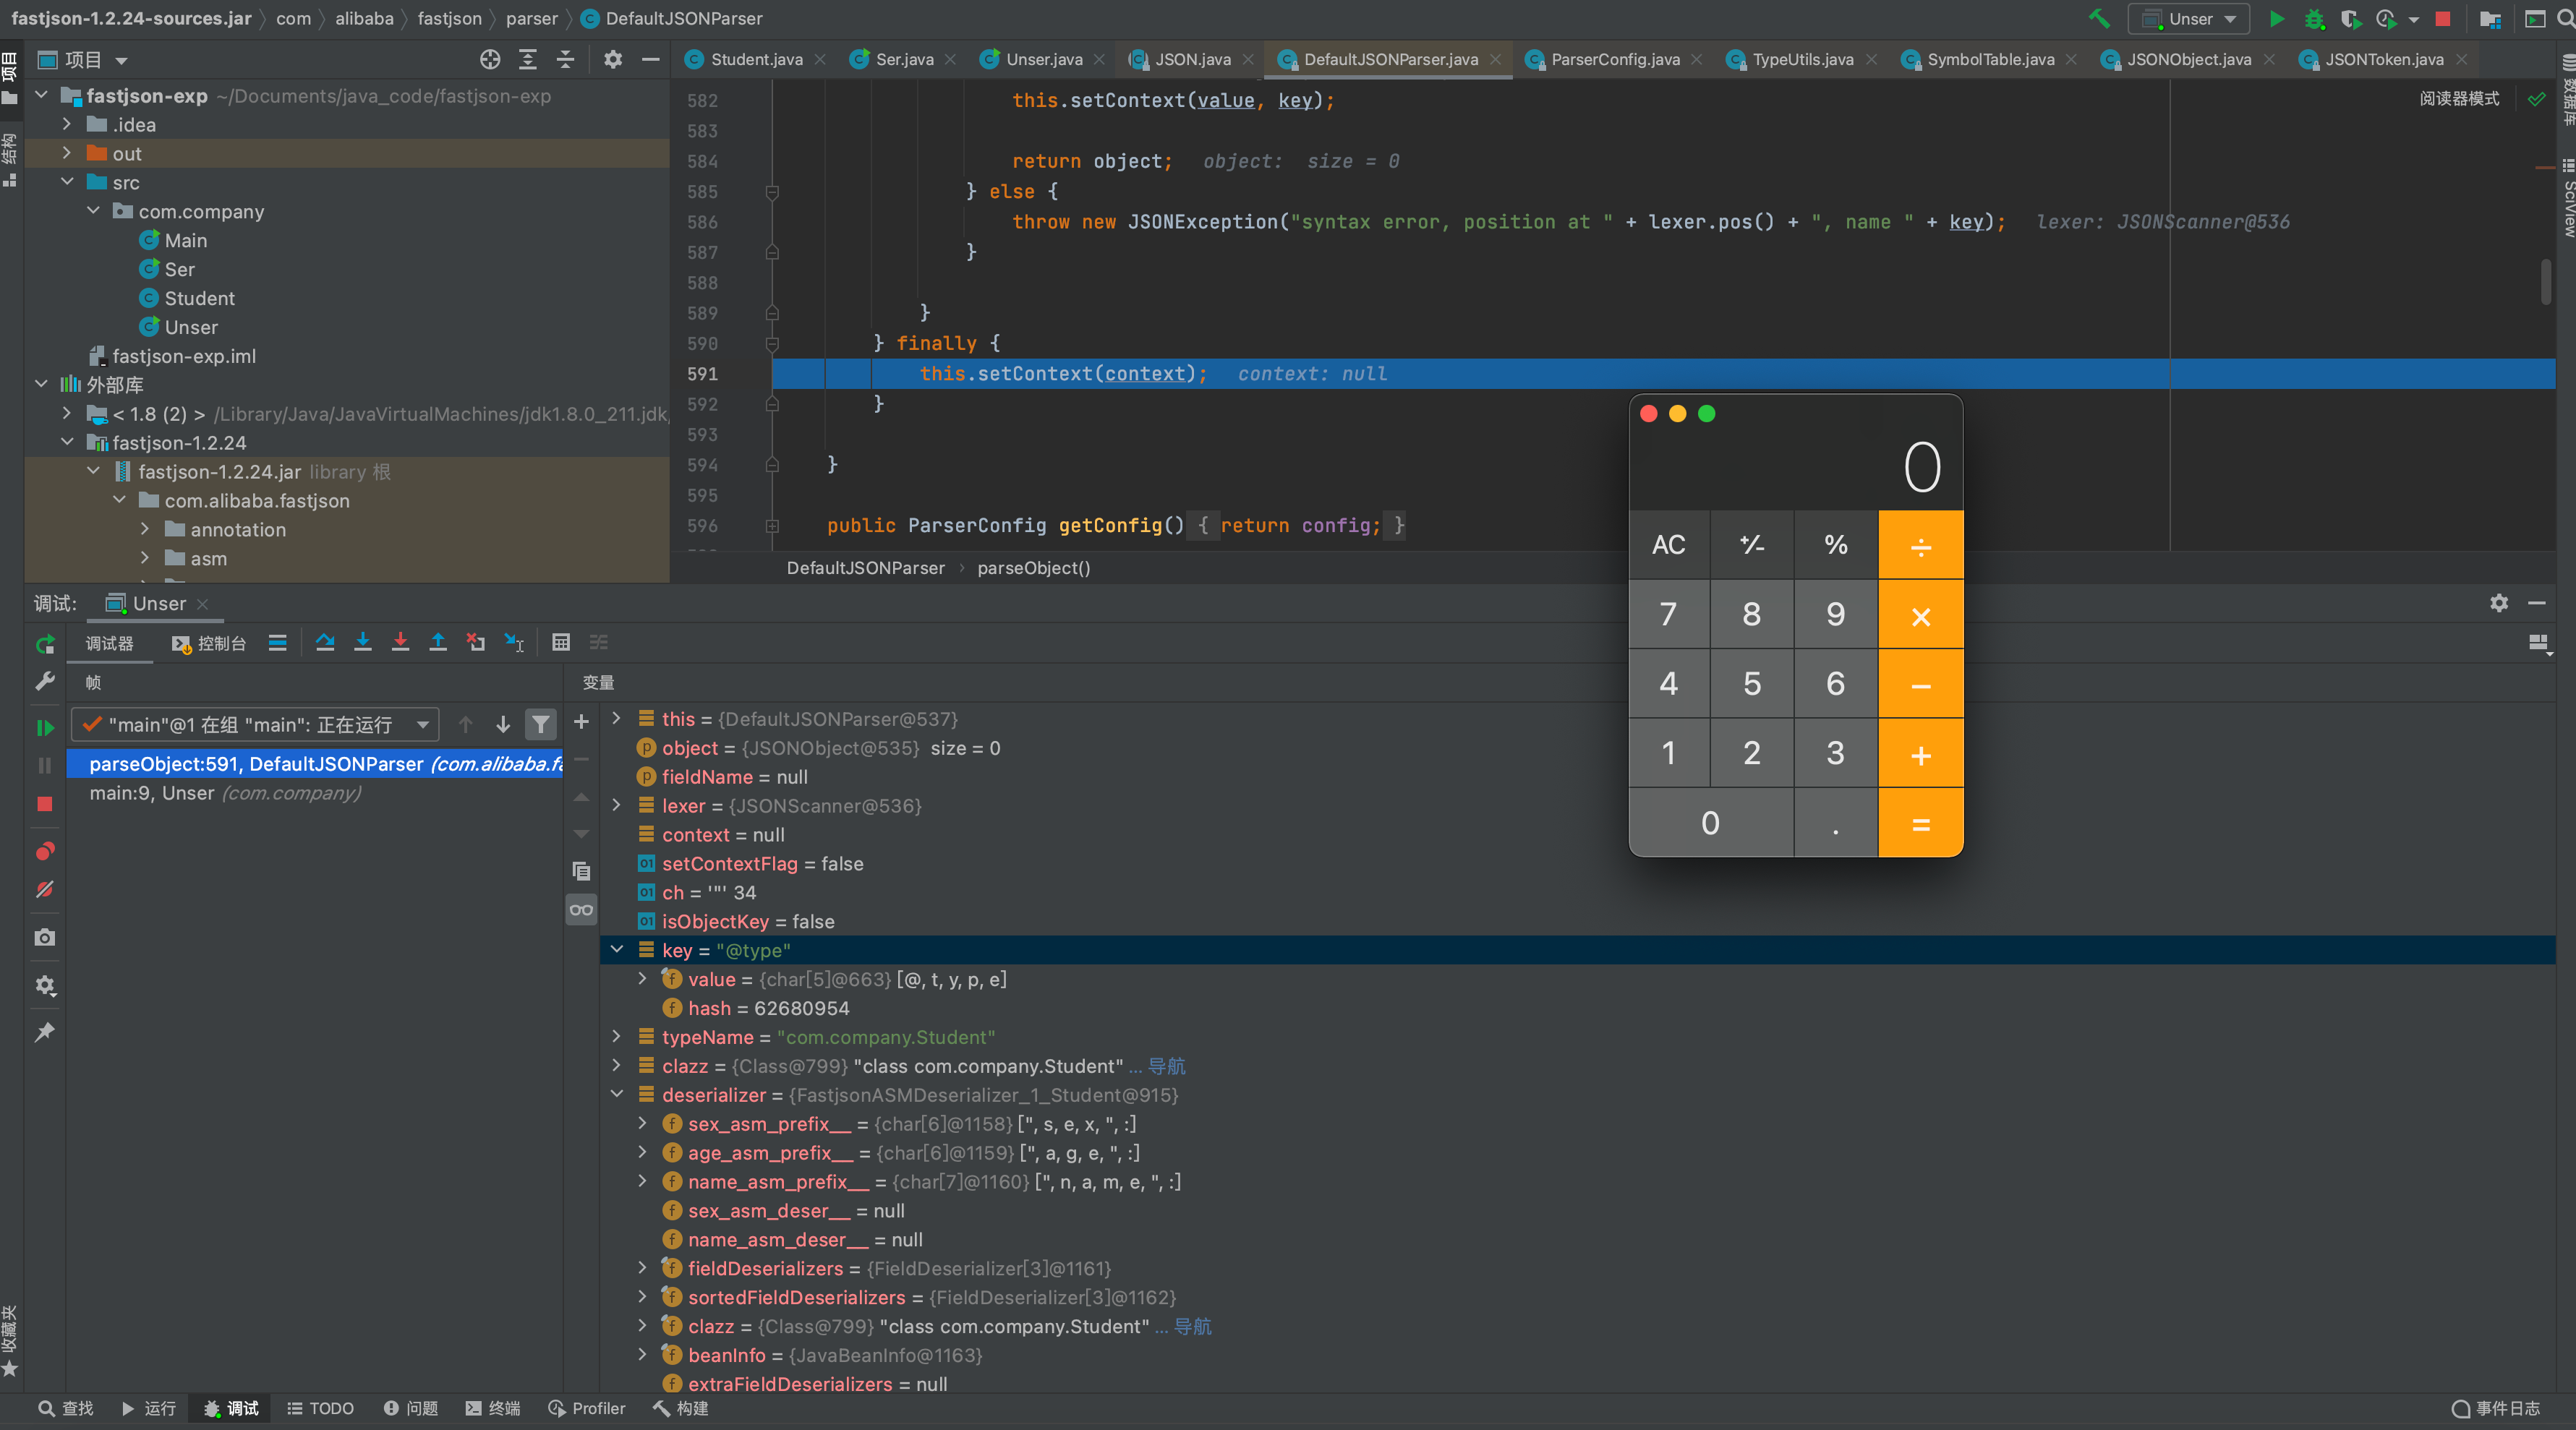 fastjson-1.2.24-sources.jar com alibaba fastjson parser DefaultJSONParser
Unser
项目
Student.java Ser.java Unser.java JSON.java DefaultJSONParser.java ParserConfig.java TypeUtils.java SymbolTable.java JSONObject.java JSONToken.java
项目
结构
收藏夹
数据库
SciView
fastjson-exp ~/Documents/java_code/fastjson-exp
.idea
out
src
com.company
Main
Ser
Student
Unser
fastjson-exp.iml
外部库
< 1.8 (2) > /Library/Java/JavaVirtualMachines/jdk1.8.0_211.jdk
fastjson-1.2.24
fastjson-1.2.24.jar library 根
com.alibaba.fastjson
annotation
asm
阅读器模式
582 this.setContext(value, key);
583
584 return object; object: size = 0
585 } else {
586 throw new JSONException("syntax error, position at " + lexer.pos() + ", name " + key); lexer: JSONScanner@536
587 }
588
589 }
590 } finally {
591 this.setContext(context); context: null
592 }
593
594 }
595
596 public ParserConfig getConfig() { return config; }
DefaultJSONParser parseObject()
0
AC +/- % ÷
7 8 9 ×
4 5 6 −
1 2 3 +
0 . =
调试: Unser
调试器 控制台
帧
变量
"main"@1 在组 "main": 正在运行
parseObject:591, DefaultJSONParser (com.alibaba.fa
main:9, Unser (com.company)
this = {DefaultJSONParser@537}
object = {JSONObject@535} size = 0
fieldName = null
lexer = {JSONScanner@536}
context = null
setContextFlag = false
ch = '"' 34
isObjectKey = false
key = "@type"
value = {char[5]@663} [@, t, y, p, e]
hash = 62680954
typeName = "com.company.Student"
clazz = {Class@799} "class com.company.Student" ... 导航
deserializer = {FastjsonASMDeserializer_1_Student@915}
sex_asm_prefix__ = {char[6]@1158} [", s, e, x, ", :]
age_asm_prefix__ = {char[6]@1159} [", a, g, e, ", :]
name_asm_prefix__ = {char[7]@1160} [", n, a, m, e, ", :]
sex_asm_deser__ = null
name_asm_deser__ = null
fieldDeserializers = {FieldDeserializer[3]@1161}
sortedFieldDeserializers = {FieldDeserializer[3]@1162}
clazz = {Class@799} "class com.company.Student" ... 导航
beanInfo = {JavaBeanInfo@1163}
extraFieldDeserializers = null
查找 运行 调试 TODO 问题 终端 Profiler 构建 事件日志